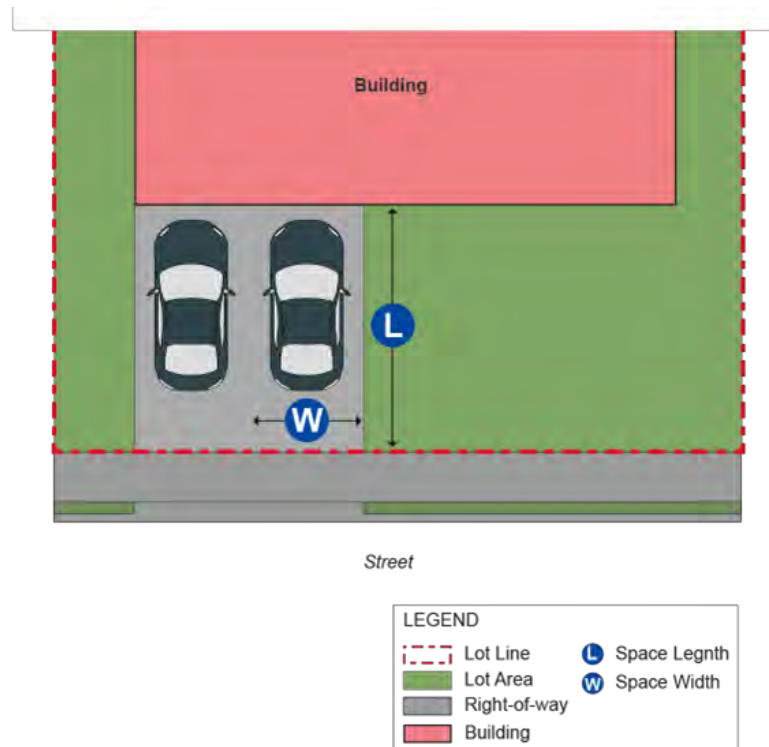 Building
L
W
Street
LEGEND
Lot Line
L Space Legnth
Lot Area
W Space Width
Right-of-way
Building